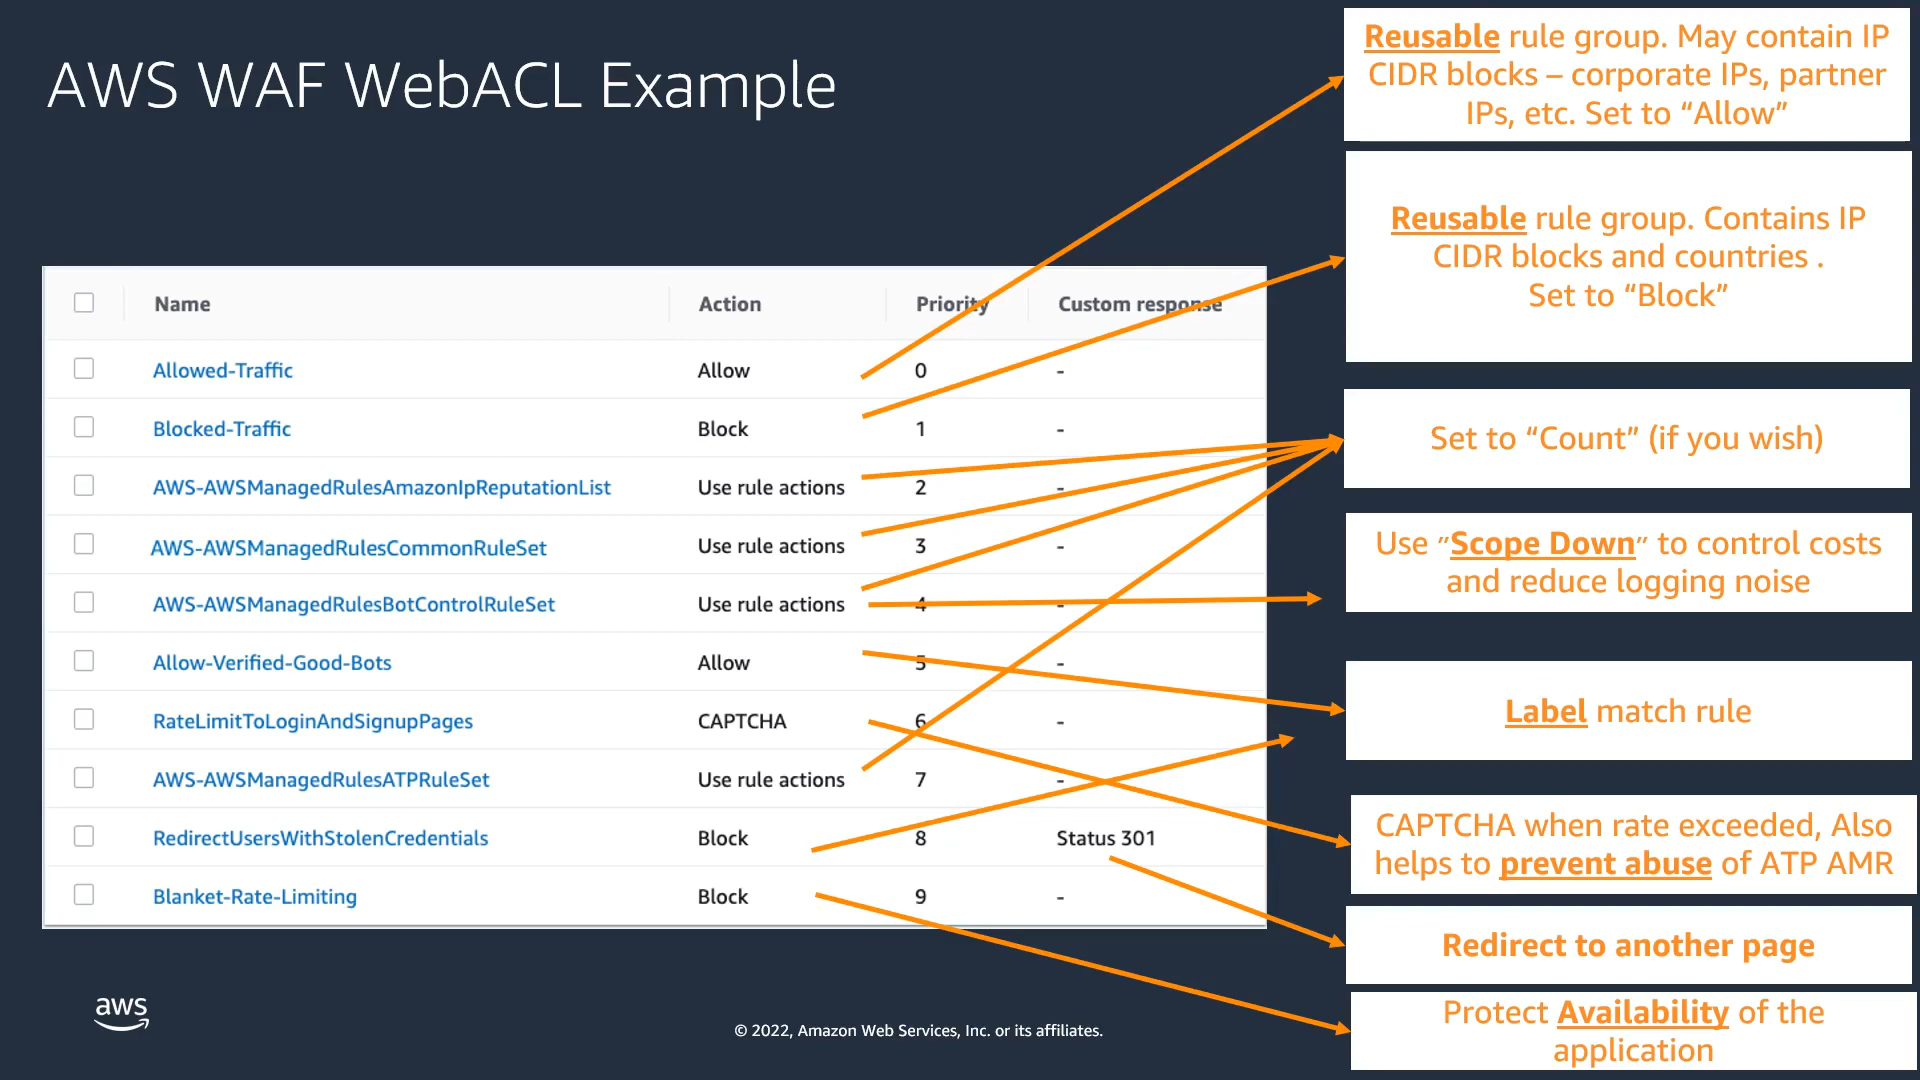 AWS WAF WebACL Example
Name Action Priority Custom response
Allowed-Traffic Allow 0 -
Blocked-Traffic Block 1 -
AWS-AWSManagedRulesAmazonIpReputationList Use rule actions 2 -
AWS-AWSManagedRulesCommonRuleSet Use rule actions 3 -
AWS-AWSManagedRulesBotControlRuleSet Use rule actions 4 -
Allow-Verified-Good-Bots Allow 5 -
RateLimitToLoginAndSignupPages CAPTCHA 6 -
AWS-AWSManagedRulesATPRuleSet Use rule actions 7 -
RedirectUsersWithStolenCredentials Block 8 Status 301
Blanket-Rate-Limiting Block 9 -
Reusable rule group. May contain IP
CIDR blocks – corporate IPs, partner
IPs, etc. Set to “Allow”
Reusable rule group. Contains IP
CIDR blocks and countries .
Set to “Block”
Set to “Count” (if you wish)
Use ”Scope Down” to control costs
and reduce logging noise
Label match rule
CAPTCHA when rate exceeded, Also
helps to prevent abuse of ATP AMR
Redirect to another page
Protect Availability of the
application
aws
© 2022, Amazon Web Services, Inc. or its affiliates.